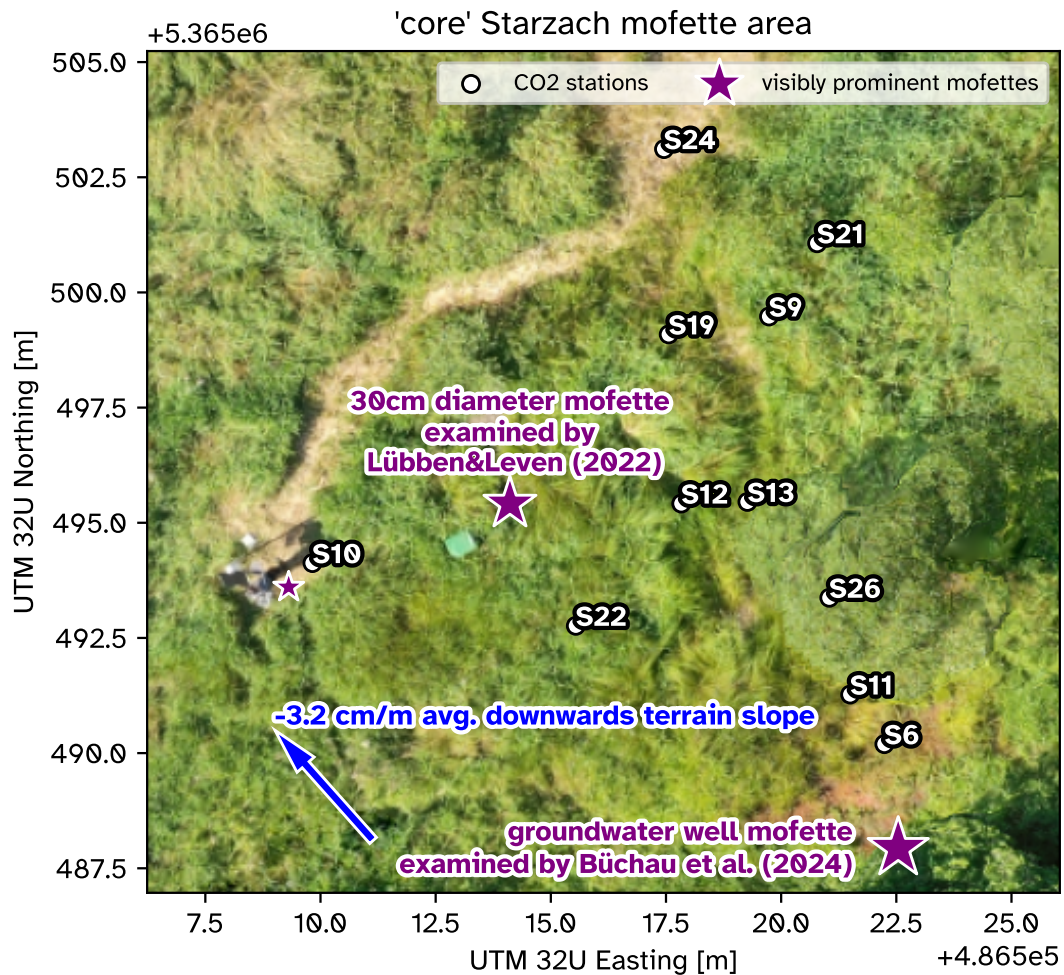 'core' Starzach mofette area
+5.365e6
CO2 stations
visibly prominent mofettes
505.0
502.5
500.0
497.5
495.0
492.5
490.0
487.5
UTM 32U Northing [m]
S24
S21
S9
S19
30cm diameter mofette
examined by
Lübben&Leven (2022)
S12
S13
S10
S26
S22
S11
-3.2 cm/m avg. downwards terrain slope
S6
groundwater well mofette
examined by Büchau et al. (2024)
7.5
10.0
12.5
15.0
17.5
20.0
22.5
25.0
UTM 32U Easting [m]
+4.865e5